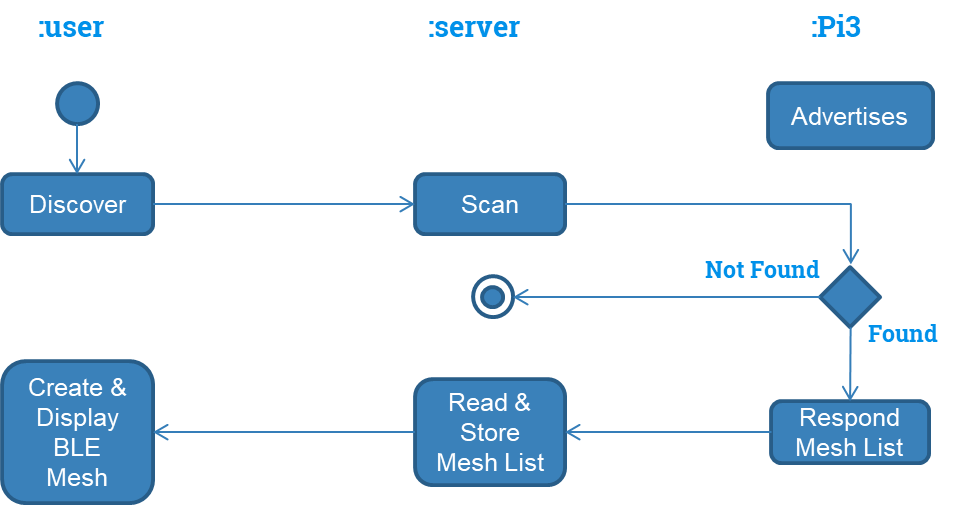 :user
:server
:Pi3
Advertises
Discover
Scan
Not Found
Found
Create &
Display
BLE
Mesh
Read &
Store
Mesh List
Respond
Mesh List